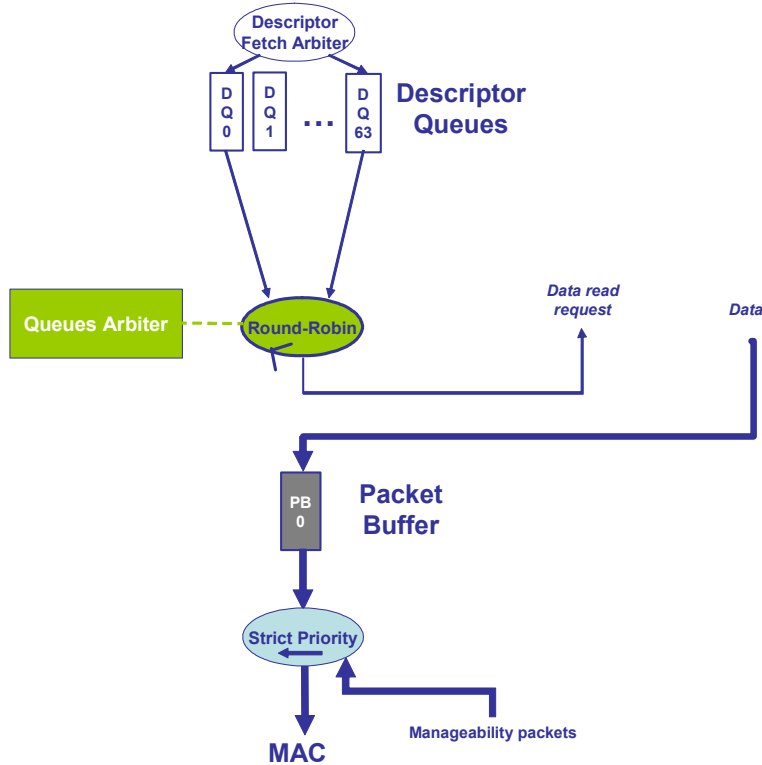 Descriptor
Fetch Arbiter
D
Q
0
D
Q
1
...
D
Q
63
Descriptor
Queues
Queues Arbiter
Round-Robin
Data read
request
Data
PB
0
Packet
Buffer
Strict Priority
Manageability packets
MAC